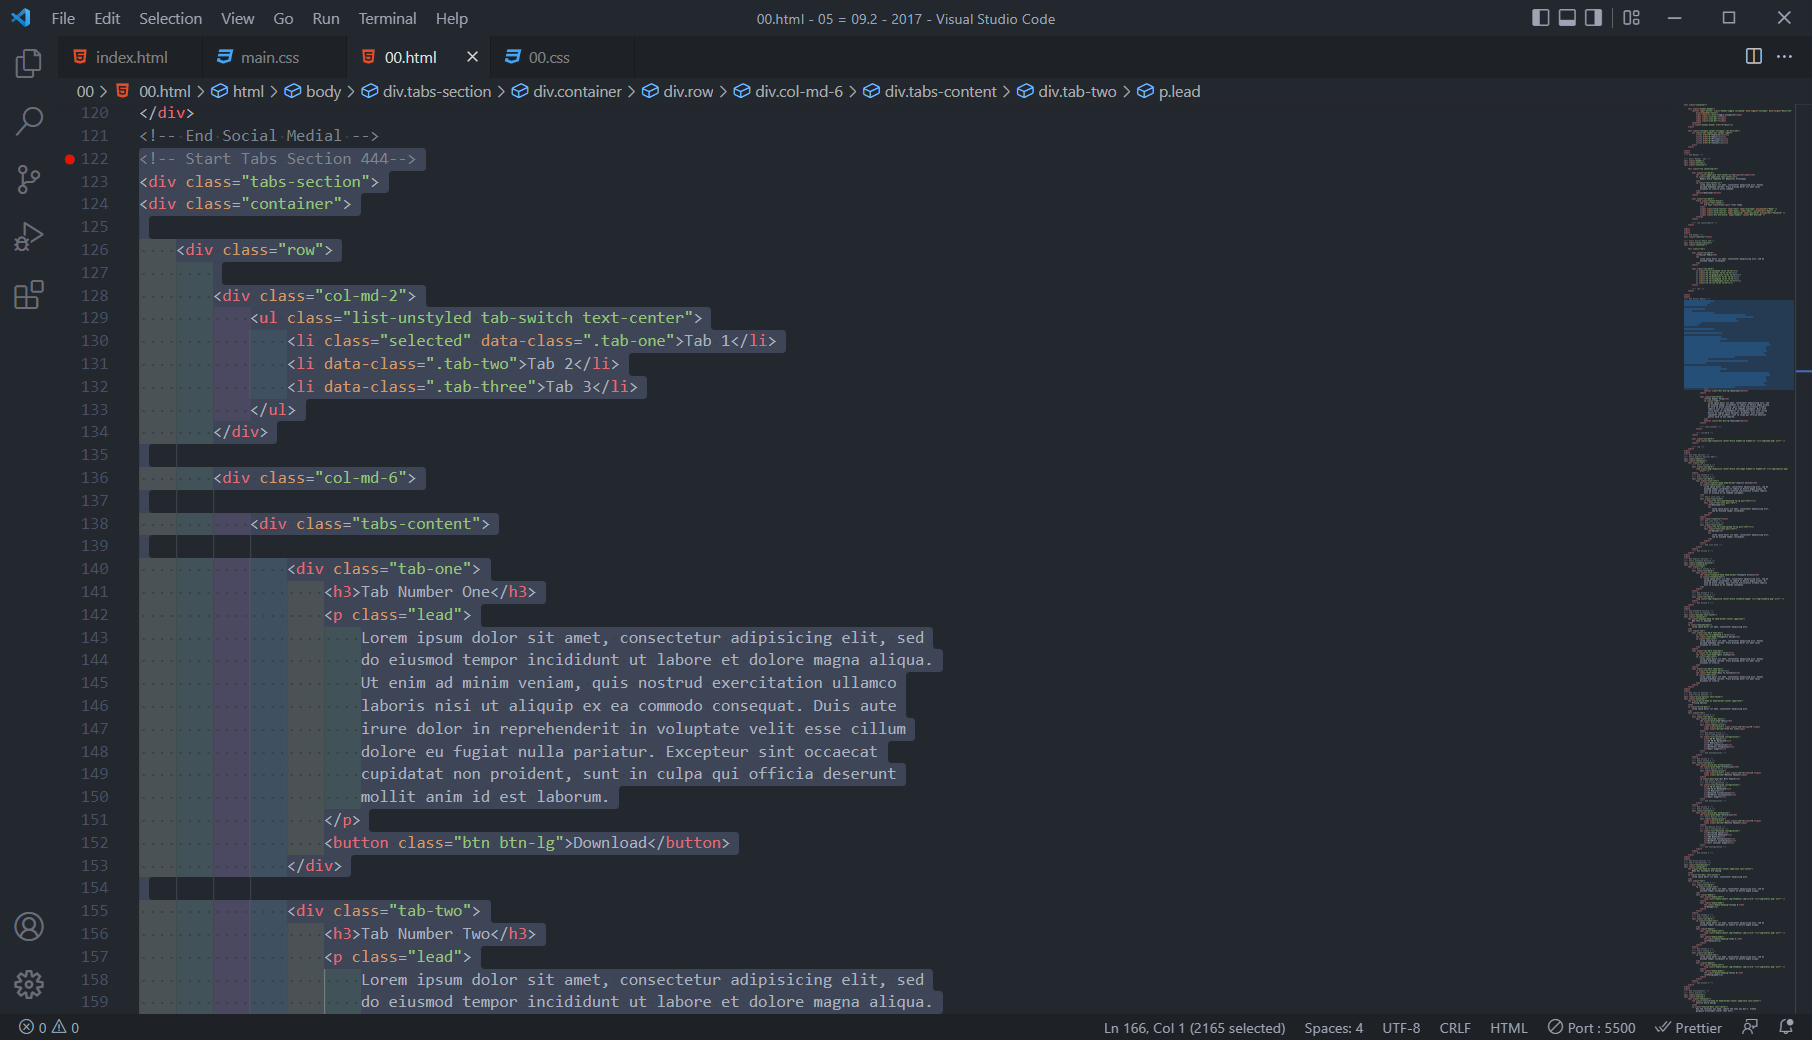 File Edit Selection View Go Run Terminal Help
00.html - 05 = 09.2 - 2017 - Visual Studio Code
index.html main.css 00.html 00.css
00 > 00.html > html > body > div.tabs-section > div.container > div.row > div.col-md-6 > div.tabs-content > div.tab-two > p.lead
120 </div>
121 <!-- End Social Medial -->
122 <!-- Start Tabs Section 444-->
123 <div class="tabs-section">
124 <div class="container">
125
126 <div class="row">
127
128 <div class="col-md-2">
129 <ul class="list-unstyled tab-switch text-center">
130 <li class="selected" data-class=".tab-one">Tab 1</li>
131 <li data-class=".tab-two">Tab 2</li>
132 <li data-class=".tab-three">Tab 3</li>
133 </ul>
134 </div>
135
136 <div class="col-md-6">
137
138 <div class="tabs-content">
139
140 <div class="tab-one">
141 <h3>Tab Number One</h3>
142 <p class="lead">
143 Lorem ipsum dolor sit amet, consectetur adipisicing elit, sed
144 do eiusmod tempor incididunt ut labore et dolore magna aliqua.
145 Ut enim ad minim veniam, quis nostrud exercitation ullamco
146 laboris nisi ut aliquip ex ea commodo consequat. Duis aute
147 irure dolor in reprehenderit in voluptate velit esse cillum
148 dolore eu fugiat nulla pariatur. Excepteur sint occaecat
149 cupidatat non proident, sunt in culpa qui officia deserunt
150 mollit anim id est laborum.
151 </p>
152 <button class="btn btn-lg">Download</button>
153 </div>
154
155 <div class="tab-two">
156 <h3>Tab Number Two</h3>
157 <p class="lead">
158 Lorem ipsum dolor sit amet, consectetur adipisicing elit, sed
159 do eiusmod tempor incididunt ut labore et dolore magna aliqua.
0 0 Ln 166, Col 1 (2165 selected) Spaces: 4 UTF-8 CRLF HTML Port : 5500 Prettier